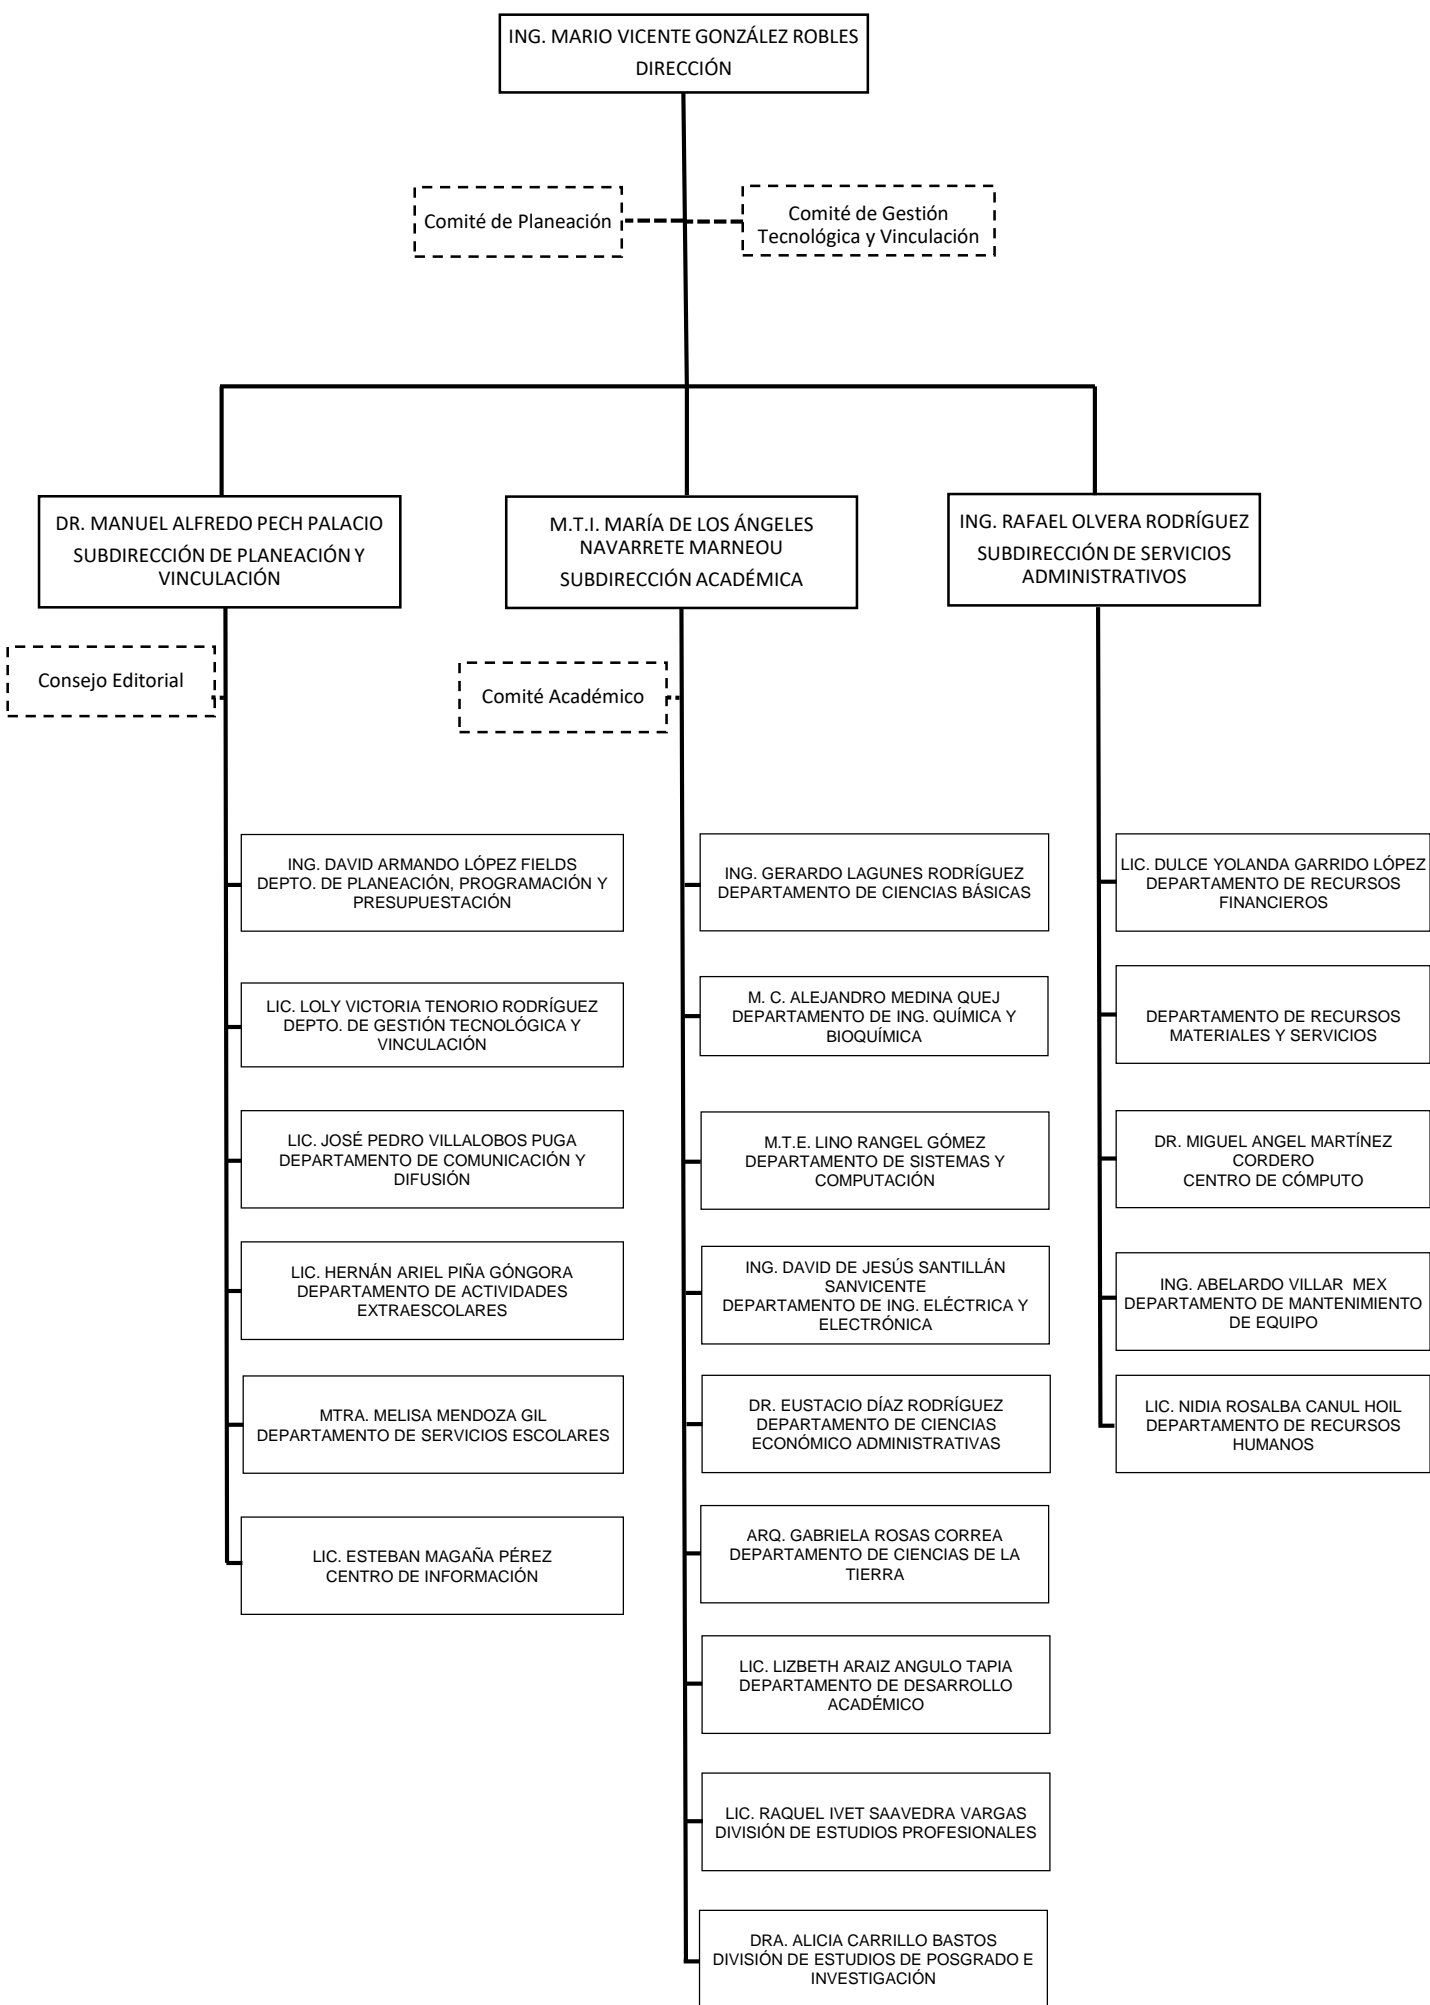 ING. MARIO VICENTE GONZÁLEZ ROBLES
DIRECCIÓN
Comité de Planeación
Comité de Gestión
Tecnológica y Vinculación
DR. MANUEL ALFREDO PECH PALACIO
SUBDIRECCIÓN DE PLANEACIÓN Y
VINCULACIÓN
M.T.I. MARÍA DE LOS ÁNGELES
NAVARRETE MARNEOU
SUBDIRECCIÓN ACADÉMICA
ING. RAFAEL OLVERA RODRÍGUEZ
SUBDIRECCIÓN DE SERVICIOS
ADMINISTRATIVOS
Consejo Editorial
Comité Académico
ING. DAVID ARMANDO LÓPEZ FIELDS
DEPTO. DE PLANEACIÓN, PROGRAMACIÓN Y
PRESUPUESTACIÓN
LIC. LOLY VICTORIA TENORIO RODRÍGUEZ
DEPTO. DE GESTIÓN TECNOLÓGICA Y
VINCULACIÓN
LIC. JOSÉ PEDRO VILLALOBOS PUGA
DEPARTAMENTO DE COMUNICACIÓN Y
DIFUSIÓN
LIC. HERNÁN ARIEL PIÑA GÓNGORA
DEPARTAMENTO DE ACTIVIDADES
EXTRAESCOLARES
MTRA. MELISA MENDOZA GIL
DEPARTAMENTO DE SERVICIOS ESCOLARES
LIC. ESTEBAN MAGAÑA PÉREZ
CENTRO DE INFORMACIÓN
ING. GERARDO LAGUNES RODRÍGUEZ
DEPARTAMENTO DE CIENCIAS BÁSICAS
M. C. ALEJANDRO MEDINA QUEJ
DEPARTAMENTO DE ING. QUÍMICA Y
BIOQUÍMICA
M.T.E. LINO RANGEL GÓMEZ
DEPARTAMENTO DE SISTEMAS Y
COMPUTACIÓN
ING. DAVID DE JESÚS SANTILLÁN
SANVICENTE
DEPARTAMENTO DE ING. ELÉCTRICA Y
ELECTRÓNICA
DR. EUSTACIO DÍAZ RODRÍGUEZ
DEPARTAMENTO DE CIENCIAS
ECONÓMICO ADMINISTRATIVAS
ARQ. GABRIELA ROSAS CORREA
DEPARTAMENTO DE CIENCIAS DE LA
TIERRA
LIC. LIZBETH ARAIZ ANGULO TAPIA
DEPARTAMENTO DE DESARROLLO
ACADÉMICO
LIC. RAQUEL IVET SAAVEDRA VARGAS
DIVISIÓN DE ESTUDIOS PROFESIONALES
DRA. ALICIA CARRILLO BASTOS
DIVISIÓN DE ESTUDIOS DE POSGRADO E
INVESTIGACIÓN
LIC. DULCE YOLANDA GARRIDO LÓPEZ
DEPARTAMENTO DE RECURSOS
FINANCIEROS
DEPARTAMENTO DE RECURSOS
MATERIALES Y SERVICIOS
DR. MIGUEL ANGEL MARTÍNEZ
CORDERO
CENTRO DE CÓMPUTO
ING. ABELARDO VILLAR MEX
DEPARTAMENTO DE MANTENIMIENTO
DE EQUIPO
LIC. NIDIA ROSALBA CANUL HOIL
DEPARTAMENTO DE RECURSOS
HUMANOS